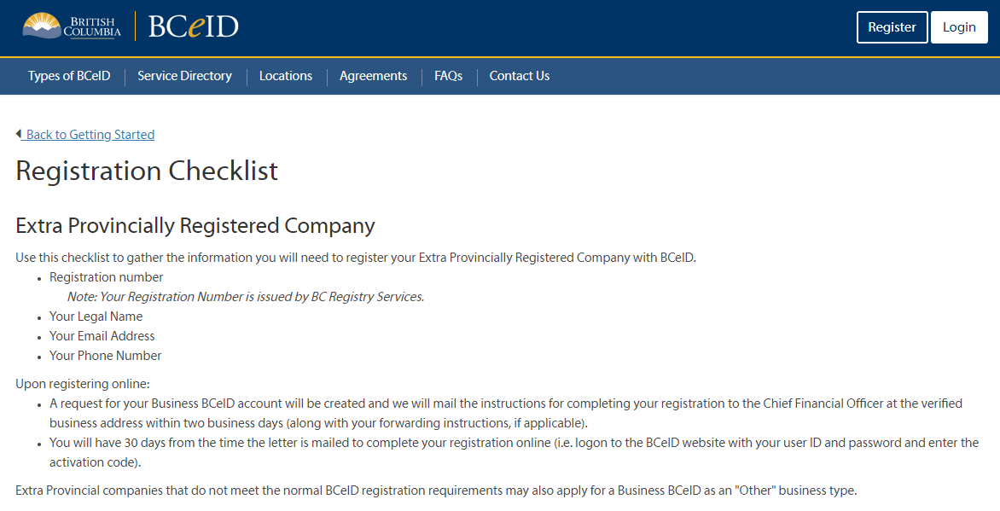 BRITISH
COLUMBIA
BCeID
Register
Login
Types of BCeID
Service Directory
Locations
Agreements
FAQs
Contact Us
Back to Getting Started
Registration Checklist
Extra Provincially Registered Company
Use this checklist to gather the information you will need to register your Extra Provincially Registered Company with BCeID.
• Registration number
Note: Your Registration Number is issued by BC Registry Services.
• Your Legal Name
• Your Email Address
• Your Phone Number
Upon registering online:
• A request for your Business BCeID account will be created and we will mail the instructions for completing your registration to the Chief Financial Officer at the verified
business address within two business days (along with your forwarding instructions, if applicable).
• You will have 30 days from the time the letter is mailed to complete your registration online (i.e. logon to the BCeID website with your user ID and password and enter the
activation code).
Extra Provincial companies that do not meet the normal BCeID registration requirements may also apply for a Business BCeID as an "Other" business type.